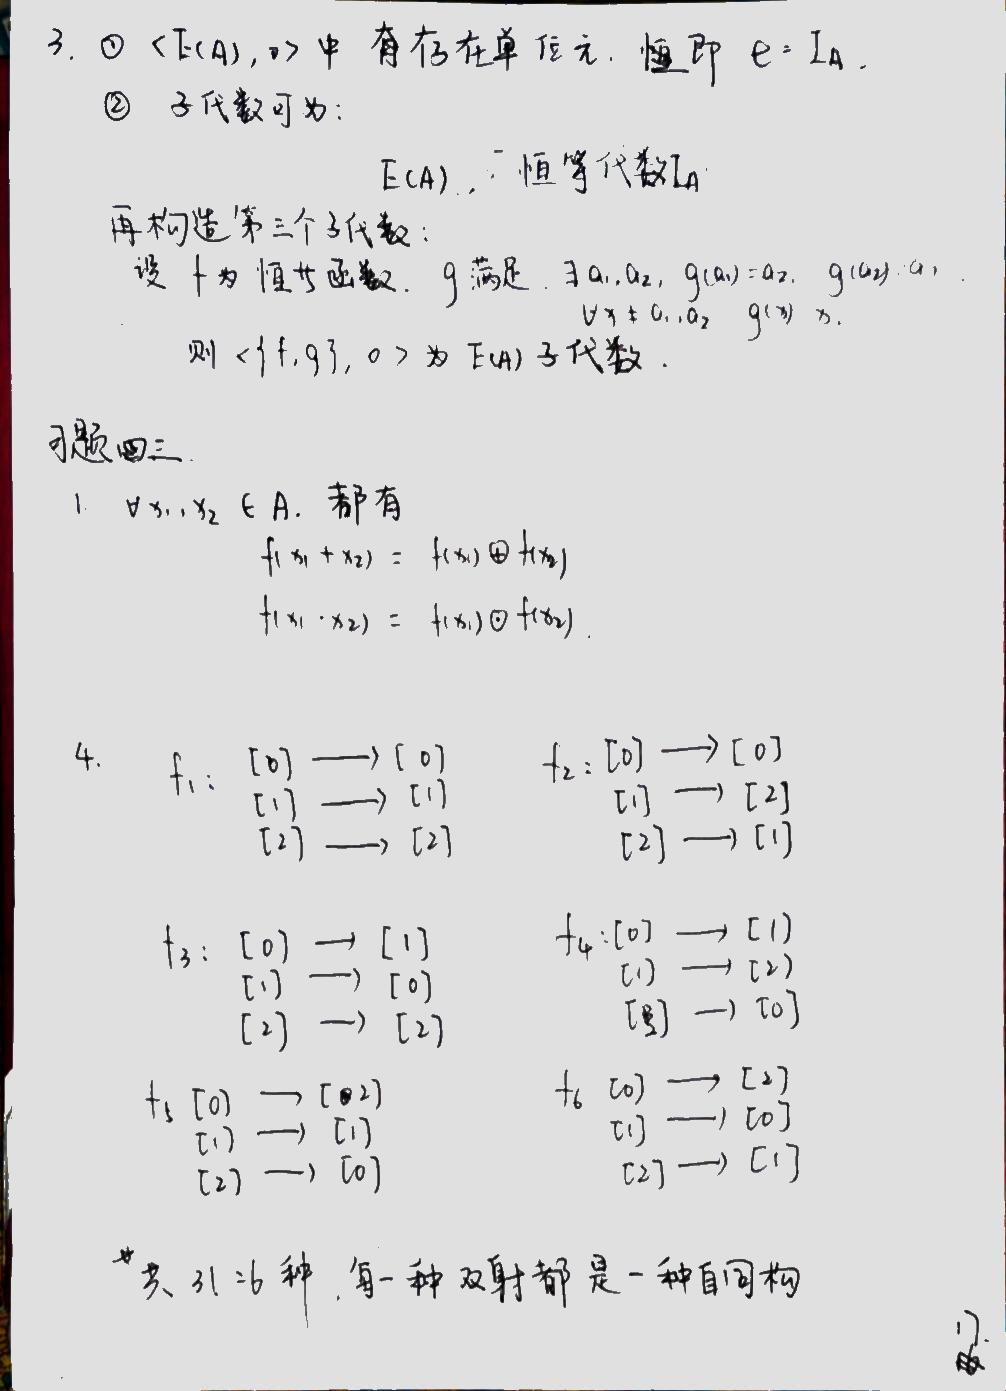 3. ① <E(A),∘> 中 存在单位元. 即 e = I_A.
② 子代数可为:
E(A), 恒等代数I_A
再构造第三个子代数:
设 f 为恒等函数. g 满足. ∃a₁,a₂, g(a₁)=a₂, g(a₂)=a₁
∀x≠a₁,a₂ g(x) x.
则 <{f,g},∘> 为 E(A) 子代数.
习题四三.
1. ∀x₁,x₂ ∈ A. 都有
f(x₁+x₂) = f(x₁)⊕f(x₂)
f(x₁·x₂) = f(x₁)⊙f(x₂).
4. f₁: [0] → [0] f₂: [0] → [0]
[1] → [1] [1] → [2]
[2] → [2] [2] → [1]
f₃: [0] → [1] f₄: [0] → [1]
[1] → [0] [1] → [2]
[2] → [2] [2] → [0]
f₅ [0] → [2] f₆ [0] → [2]
[1] → [1] [1] → [0]
[2] → [0] [2] → [1]
共 3!=6 种, 每一种双射都是一种自同构
17.